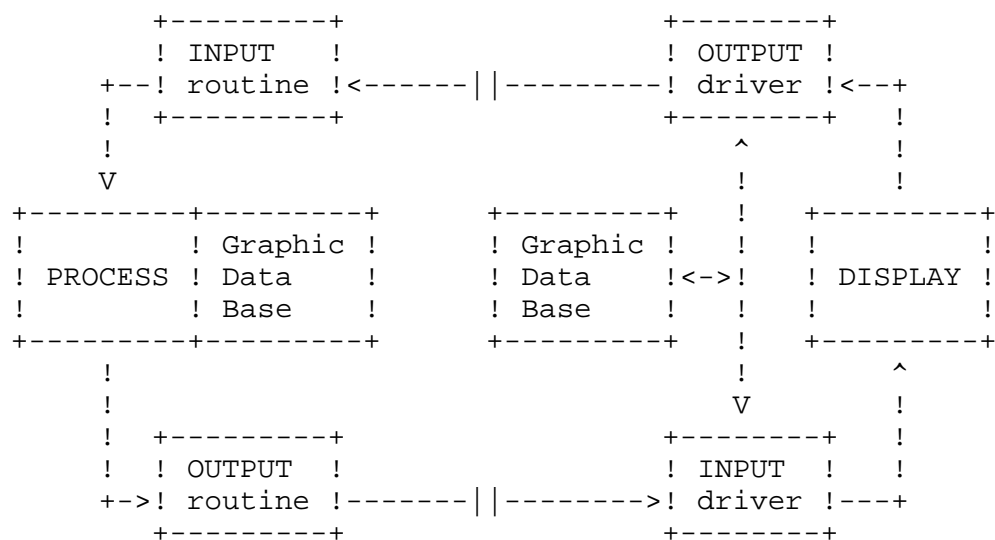 +---------+                   +--------+
     ! INPUT   !                   ! OUTPUT !
  +--! routine !<------||---------! driver !<--+
  !  +---------+                   +--------+   !
  !                                    ^        !
  V                                    !        !
+---------+---------+      +---------+   !   +---------+
!         ! Graphic !      ! Graphic !   !   !         !
! PROCESS ! Data    !      ! Data    !<->!   ! DISPLAY !
!         ! Base    !      ! Base    !   !   !         !
+---------+---------+      +---------+   !   +---------+
  !                                    !        ^
  !                                    V        !
  !  +---------+                   +--------+   !
  !  ! OUTPUT  !                   ! INPUT  !   !
  +->! routine !-------||-------->! driver !---+
     +---------+                   +--------+